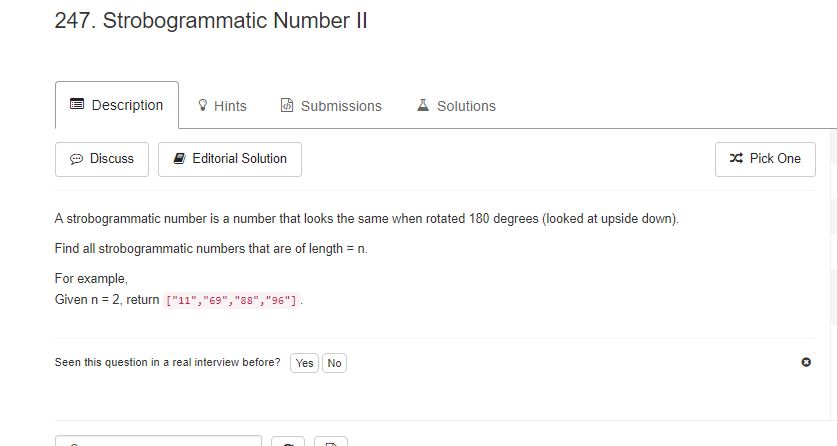 247. Strobogrammatic Number II
Description Hints Submissions Solutions
Discuss Editorial Solution Pick One
A strobogrammatic number is a number that looks the same when rotated 180 degrees (looked at upside down).
Find all strobogrammatic numbers that are of length = n.
For example,
Given n = 2, return ["11","69","88","96"].
Seen this question in a real interview before? Yes No